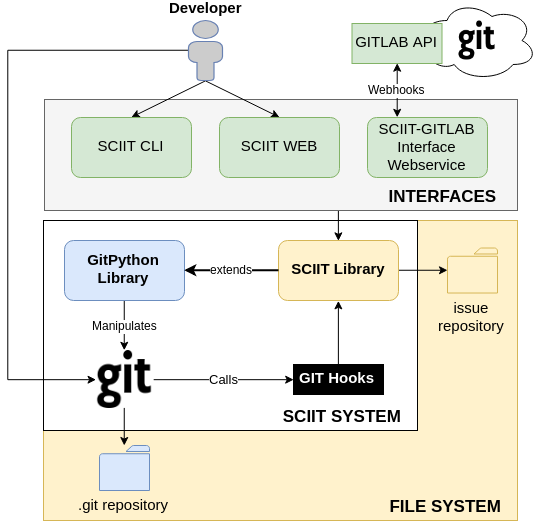 Developer
GITLAB API
git
Webhooks
SCIIT CLI
SCIIT WEB
SCIIT-GITLAB
Interface
Webservice
INTERFACES
GitPython
Library
extends
SCIIT Library
issue
repository
Manipulates
git
Calls
GIT Hooks
SCIIT SYSTEM
.git repository
FILE SYSTEM